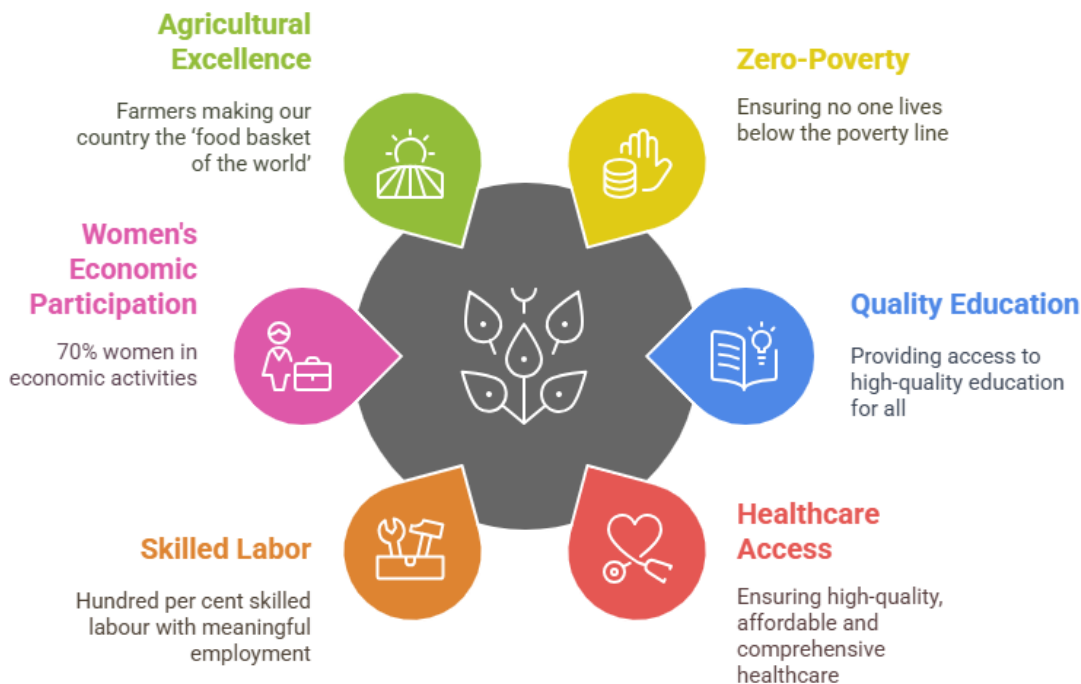 Agricultural
Excellence
Farmers making our
country the ‘food basket
of the world’
Zero-Poverty
Ensuring no one lives
below the poverty line
Women's
Economic
Participation
70% women in
economic activities
Quality Education
Providing access to
high-quality education
for all
Skilled Labor
Hundred per cent skilled
labour with meaningful
employment
Healthcare
Access
Ensuring high-quality,
affordable and
comprehensive
healthcare